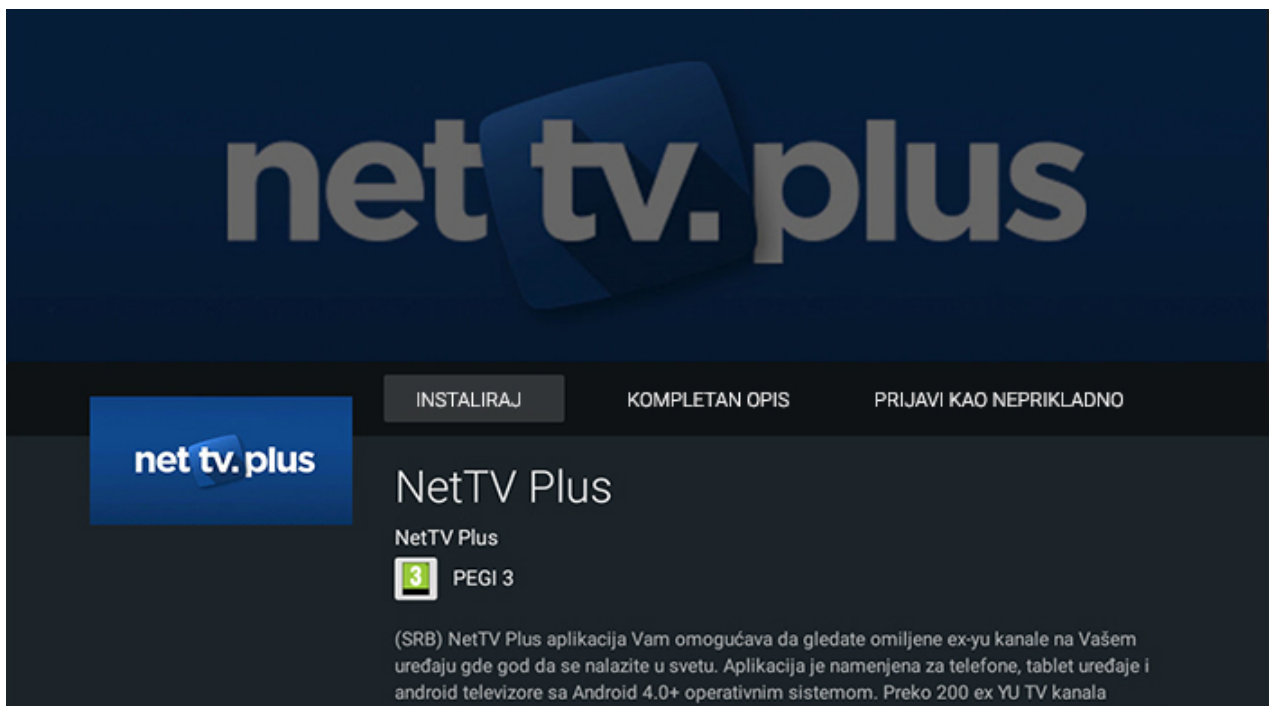 net tv. plus
INSTALIRAJ KOMPLETAN OPIS PRIJAVI KAO NEPRIKLADNO
net tv. plus
NetTV Plus
NetTV Plus
3 PEGI 3
(SRB) NetTV Plus aplikacija Vam omogućava da gledate omiljene ex-yu kanale na Vašem
uređaju gde god da se nalazite u svetu. Aplikacija je namenjena za telefone, tablet uređaje i
android televizore sa Android 4.0+ operativnim sistemom. Preko 200 ex YU TV kanala